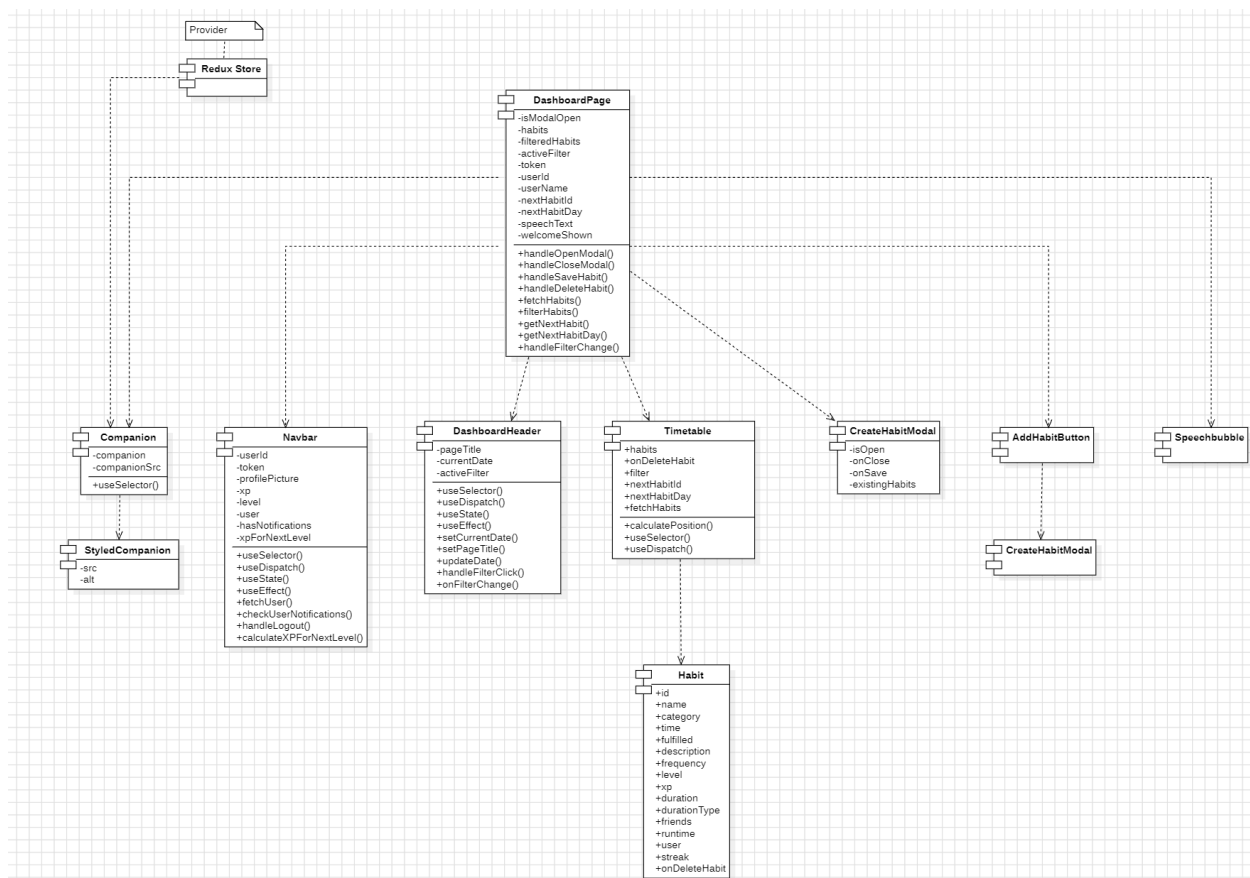 Provider
Redux Store
DashboardPage
-isModalOpen
-habits
-filteredHabits
-activeFilter
-token
-userId
-userName
-nextHabitId
-nextHabitDay
-speechText
-welcomeShown
+handleOpenModal()
+handleCloseModal()
+handleSaveHabit()
+handleDeleteHabit()
+fetchHabits()
+filterHabits()
+getNextHabit()
+getNextHabitDay()
+handleFilterChange()
Companion
-companion
-companionSrc
+useSelector()
StyledCompanion
-src
-alt
Navbar
-userId
-token
-profilePicture
-xp
-level
-user
-hasNotifications
-xpForNextLevel
+useSelector()
+useDispatch()
+useState()
+useEffect()
+fetchUser()
+checkUserNotifications()
+handleLogout()
+calculateXPForNextLevel()
DashboardHeader
-pageTitle
-currentDate
-activeFilter
+useSelector()
+useDispatch()
+useState()
+useEffect()
+setCurrentDate()
+setPageTitle()
+updateDate()
+handleFilterClick()
+onFilterChange()
Timetable
+habits
+onDeleteHabit
+filter
+nextHabitId
+nextHabitDay
+fetchHabits
+calculatePosition()
+useSelector()
+useDispatch()
Habit
+id
+name
+category
+time
+fulfilled
+description
+frequency
+level
+xp
+duration
+durationType
+friends
+runtime
+user
+streak
+onDeleteHabit
CreateHabitModal
-isOpen
-onClose
-onSave
-existingHabits
AddHabitButton
CreateHabitModal
Speechbubble